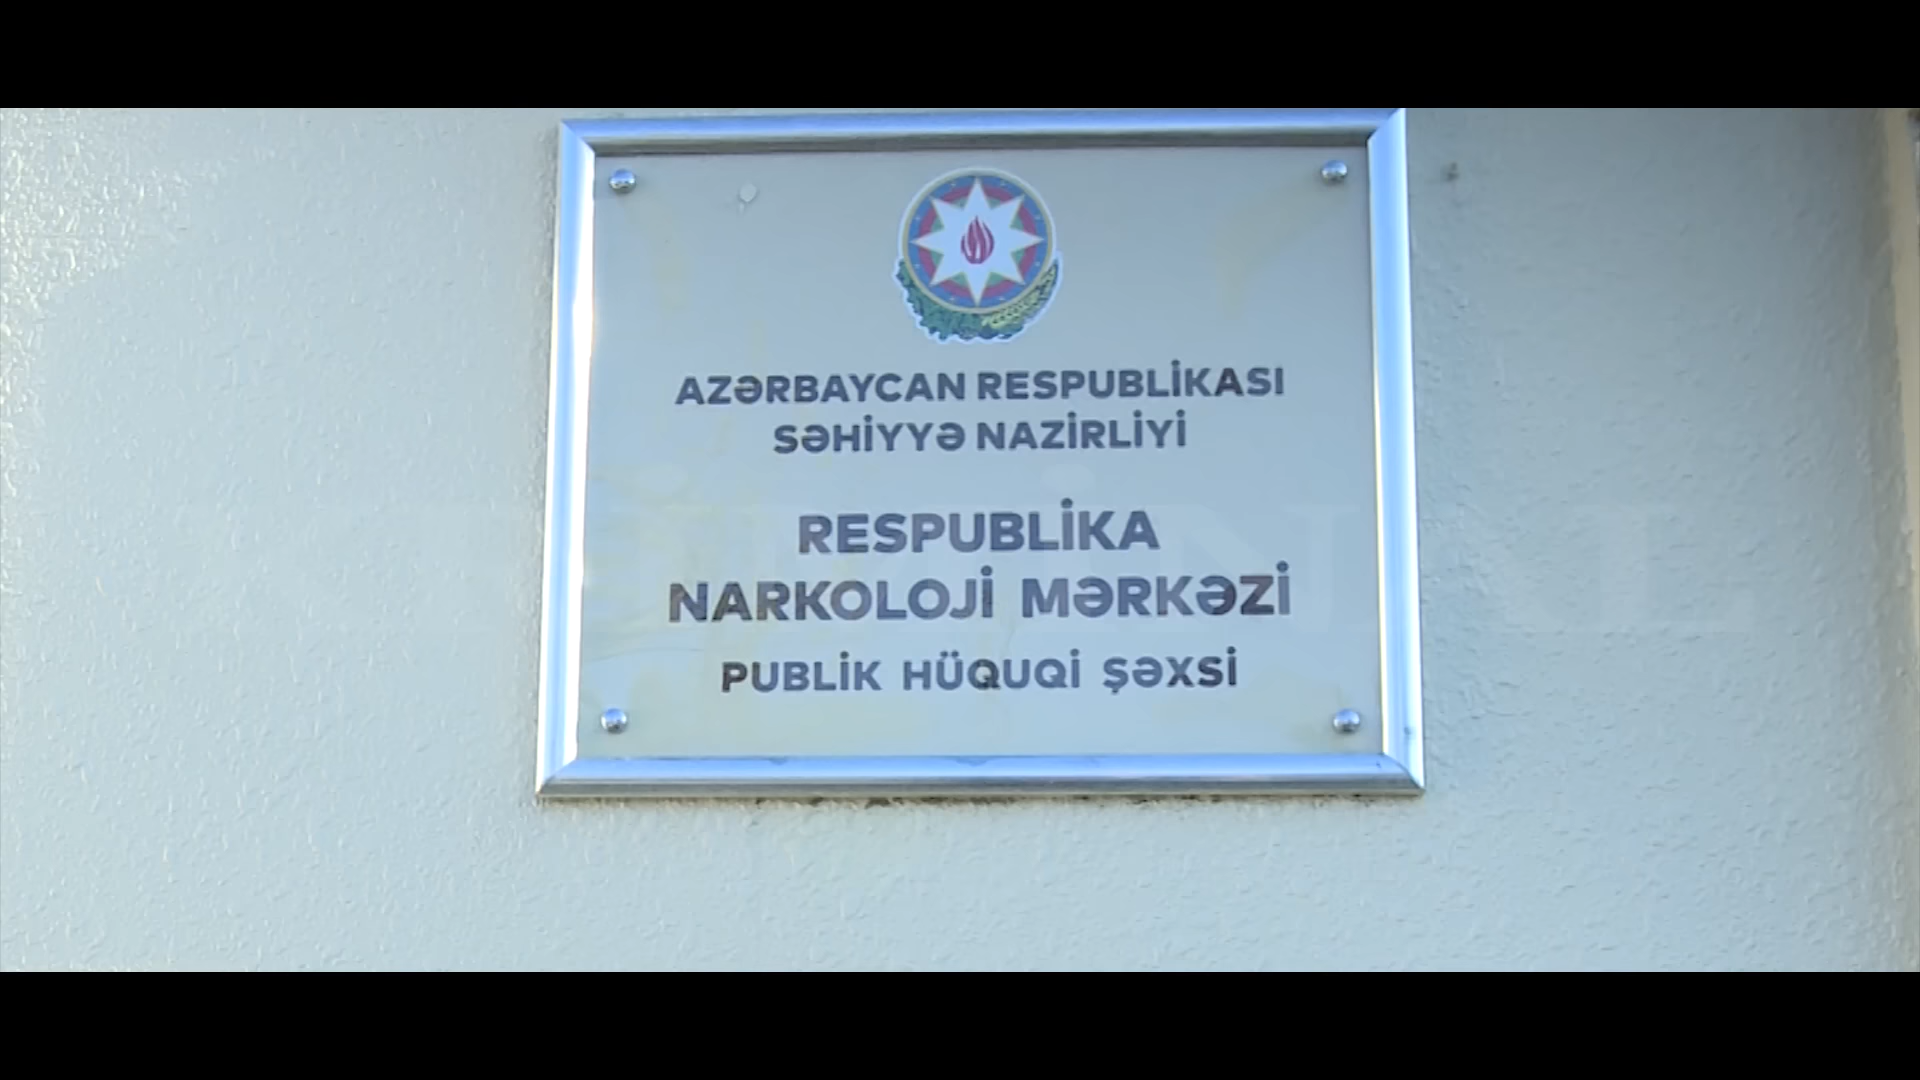 AZƏRBAYCAN RESPUBLİKASI
SƏHİYYƏ NAZİRLİYİ
RESPUBLİKA
NARKOLOJİ MƏRKƏZİ
PUBLİK HÜQUQİ ŞƏXSİ